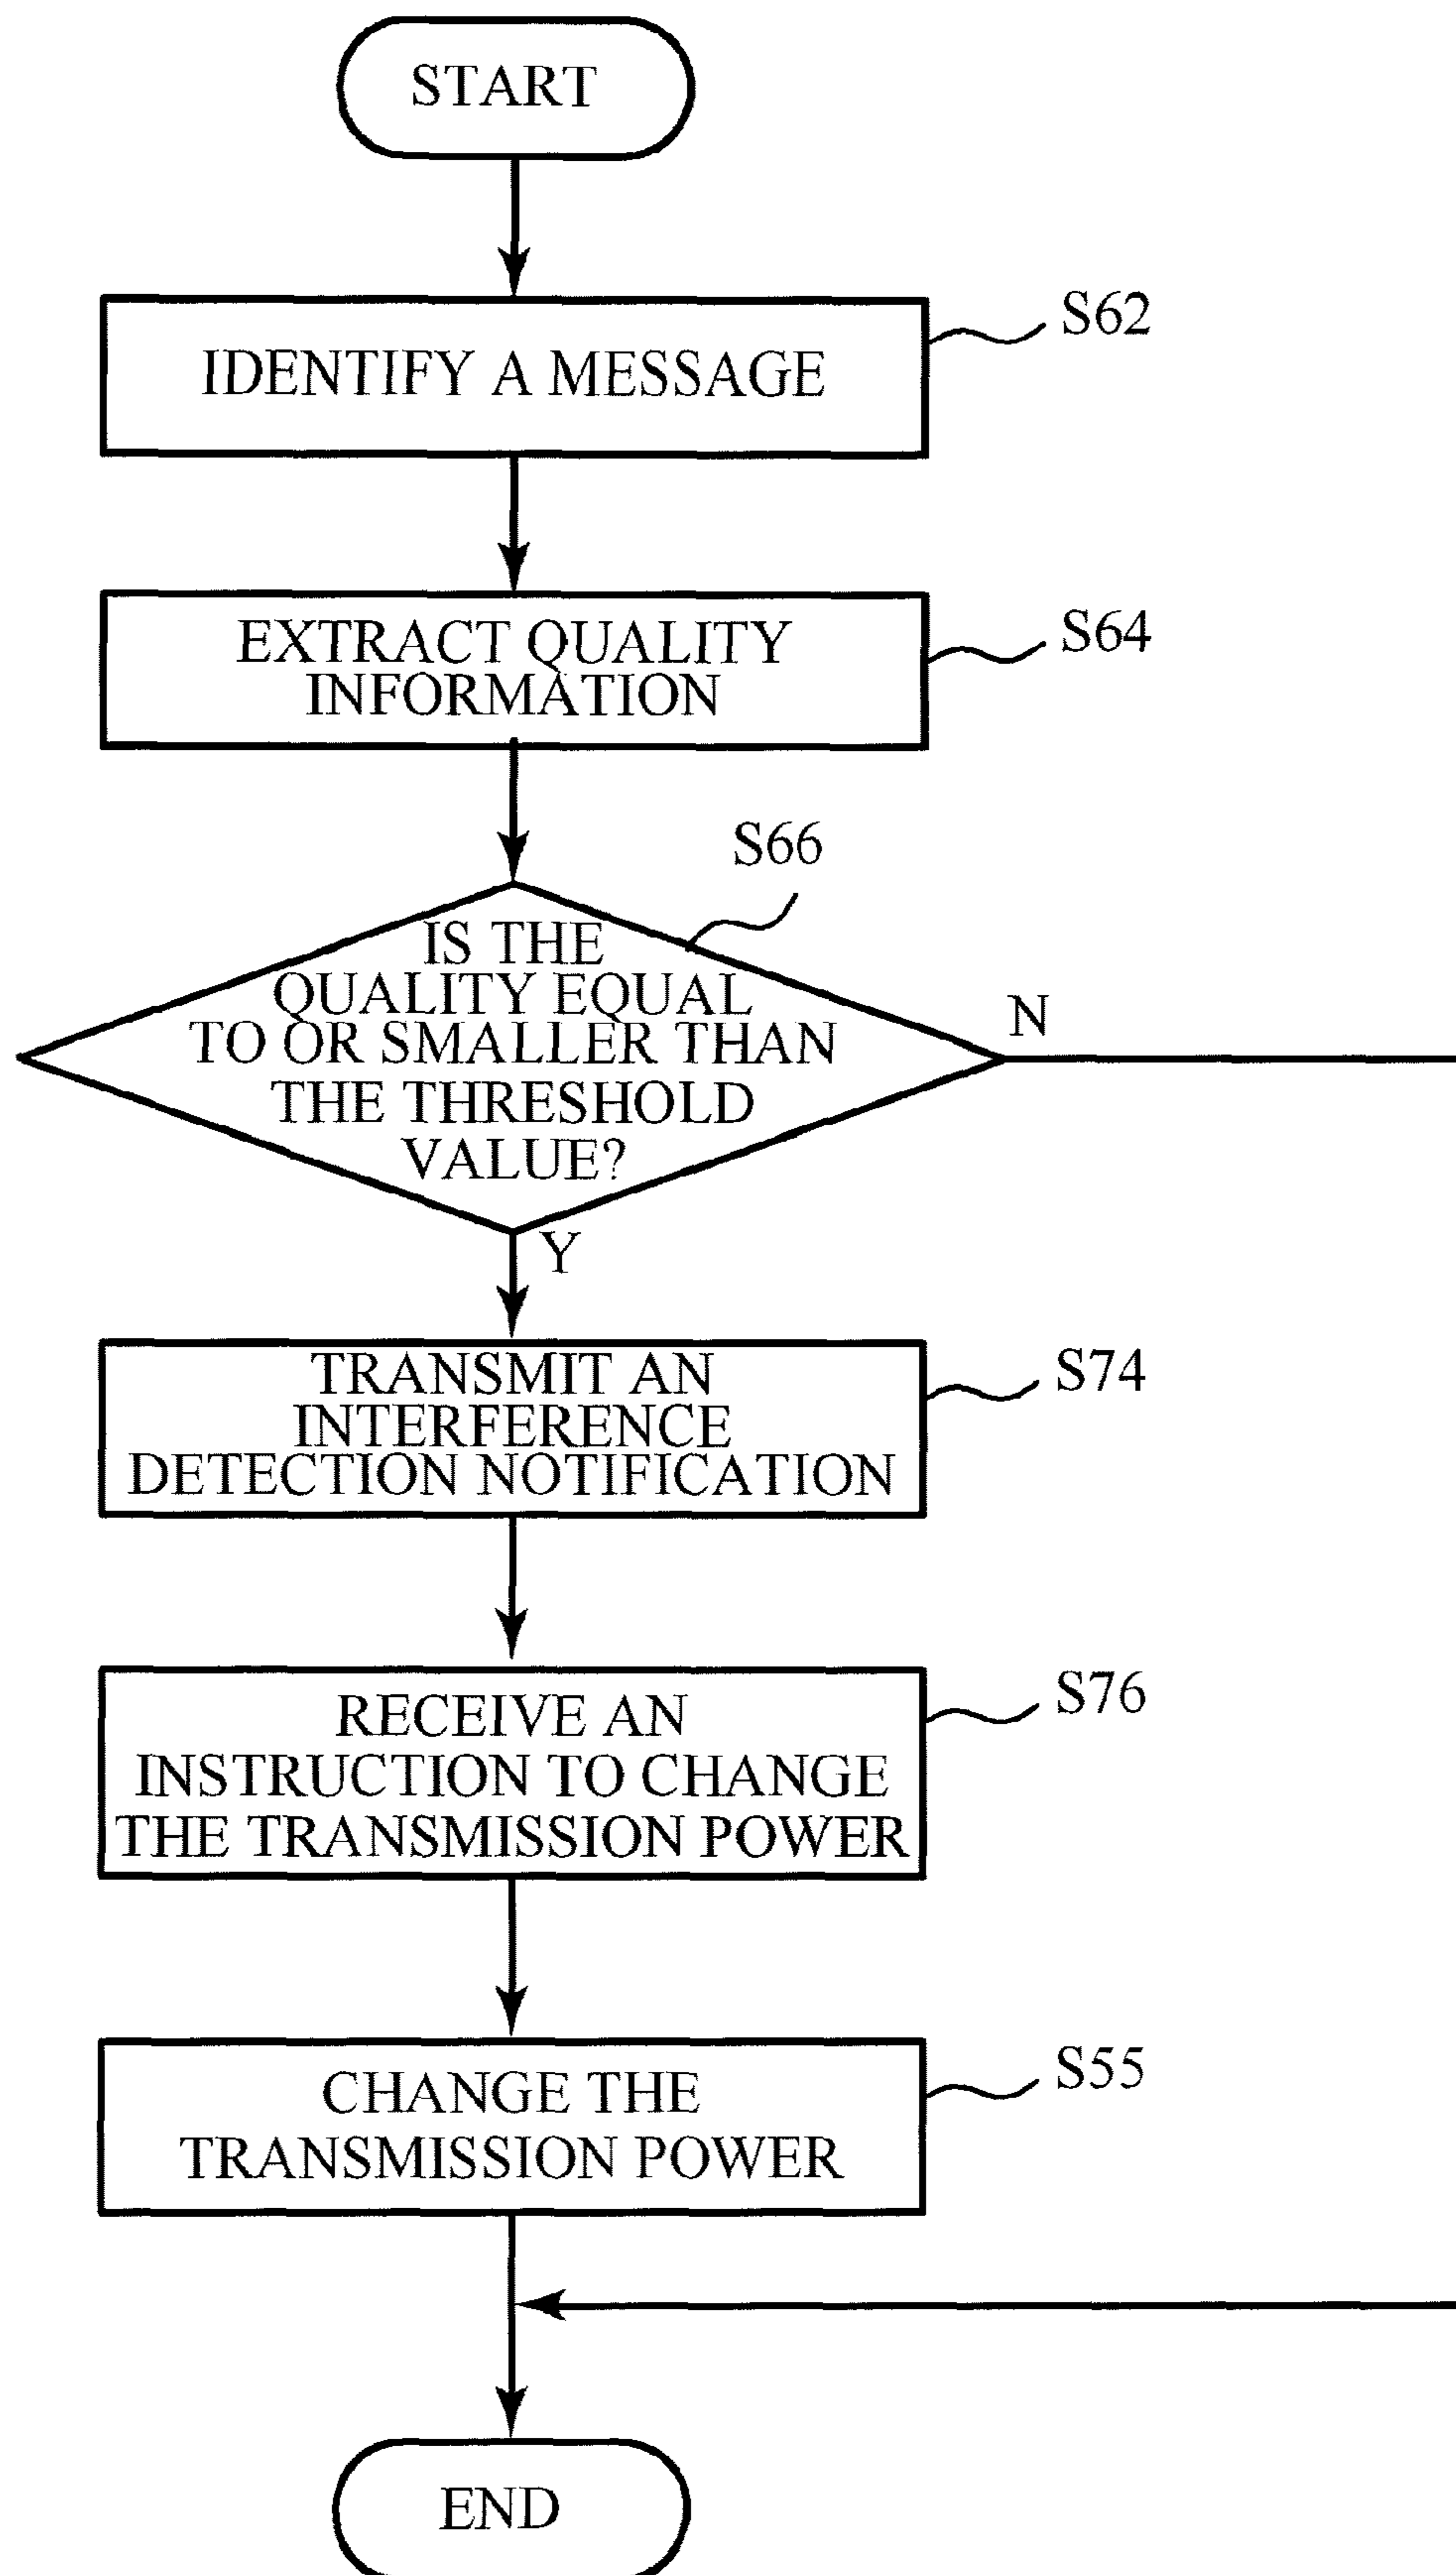 START
IDENTIFY A MESSAGE
S62
EXTRACT QUALITY
INFORMATION
S64
S66
IS THE
QUALITY EQUAL
TO OR SMALLER THAN
THE THRESHOLD
VALUE?
N
Y
TRANSMIT AN
INTERFERENCE
DETECTION NOTIFICATION
S74
RECEIVE AN
INSTRUCTION TO CHANGE
THE TRANSMISSION POWER
S76
CHANGE THE
TRANSMISSION POWER
S55
END